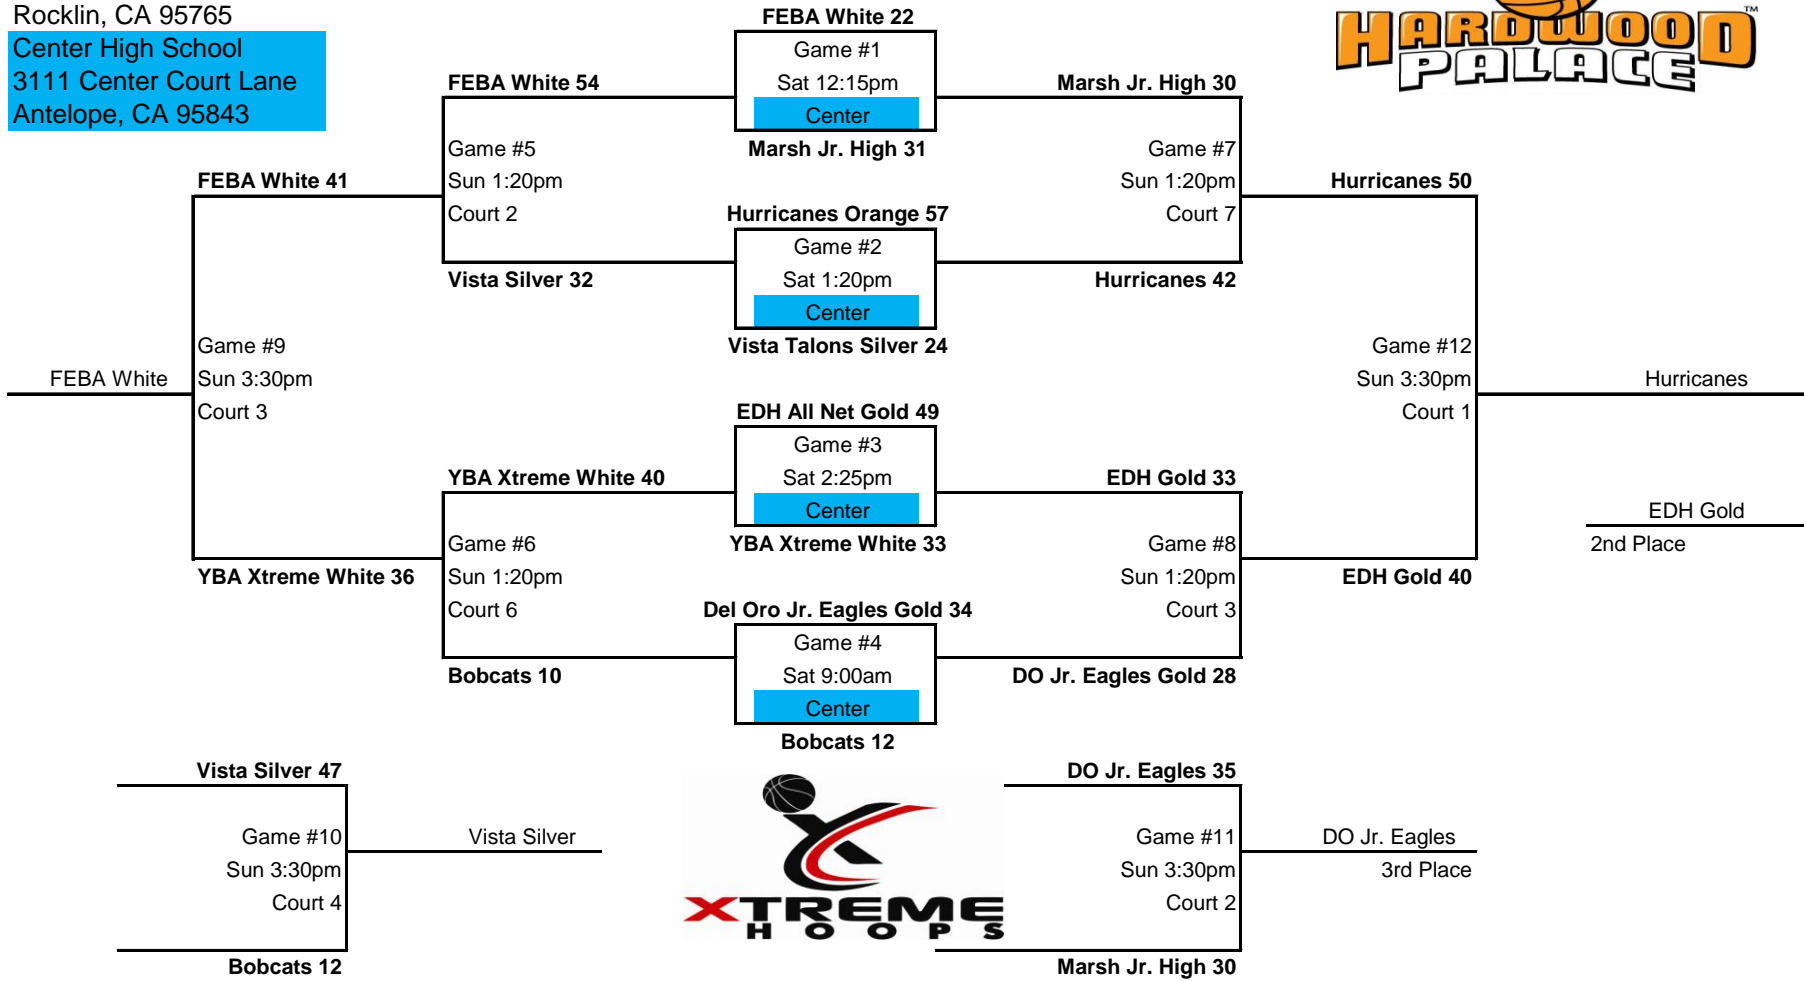 Rocklin, CA 95765
Center High School
3111 Center Court Lane
Antelope, CA 95843
HARDWOOD
PALACE
TM
FEBA White 22
Game #1
Sat 12:15pm
Center
Marsh Jr. High 31
FEBA White 54
Game #5
Sun 1:20pm
Court 2
Vista Silver 32
Marsh Jr. High 30
Game #7
Sun 1:20pm
Court 7
Hurricanes 42
FEBA White 41
Hurricanes 50
Hurricanes Orange 57
Game #2
Sat 1:20pm
Center
Vista Talons Silver 24
Game #9
Sun 3:30pm
Court 3
FEBA White
Game #12
Sun 3:30pm
Court 1
Hurricanes
EDH All Net Gold 49
Game #3
Sat 2:25pm
Center
YBA Xtreme White 33
YBA Xtreme White 40
Game #6
Sun 1:20pm
Court 6
Bobcats 10
EDH Gold 33
Game #8
Sun 1:20pm
Court 3
DO Jr. Eagles Gold 28
YBA Xtreme White 36
EDH Gold 40
EDH Gold
2nd Place
Del Oro Jr. Eagles Gold 34
Game #4
Sat 9:00am
Center
Bobcats 12
Vista Silver 47
Game #10
Sun 3:30pm
Court 4
Bobcats 12
Vista Silver
XTREME
HOOPS
DO Jr. Eagles 35
Game #11
Sun 3:30pm
Court 2
Marsh Jr. High 30
DO Jr. Eagles
3rd Place